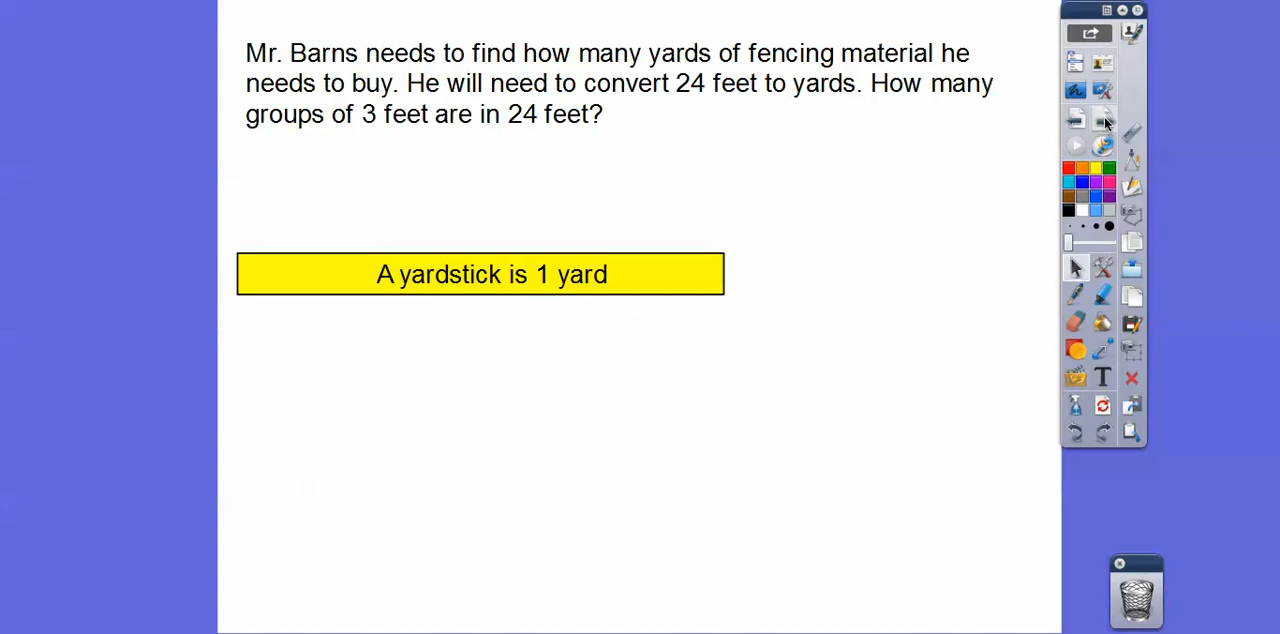 Mr. Barns needs to find how many yards of fencing material he
needs to buy. He will need to convert 24 feet to yards. How many
groups of 3 feet are in 24 feet?
A yardstick is 1 yard
T